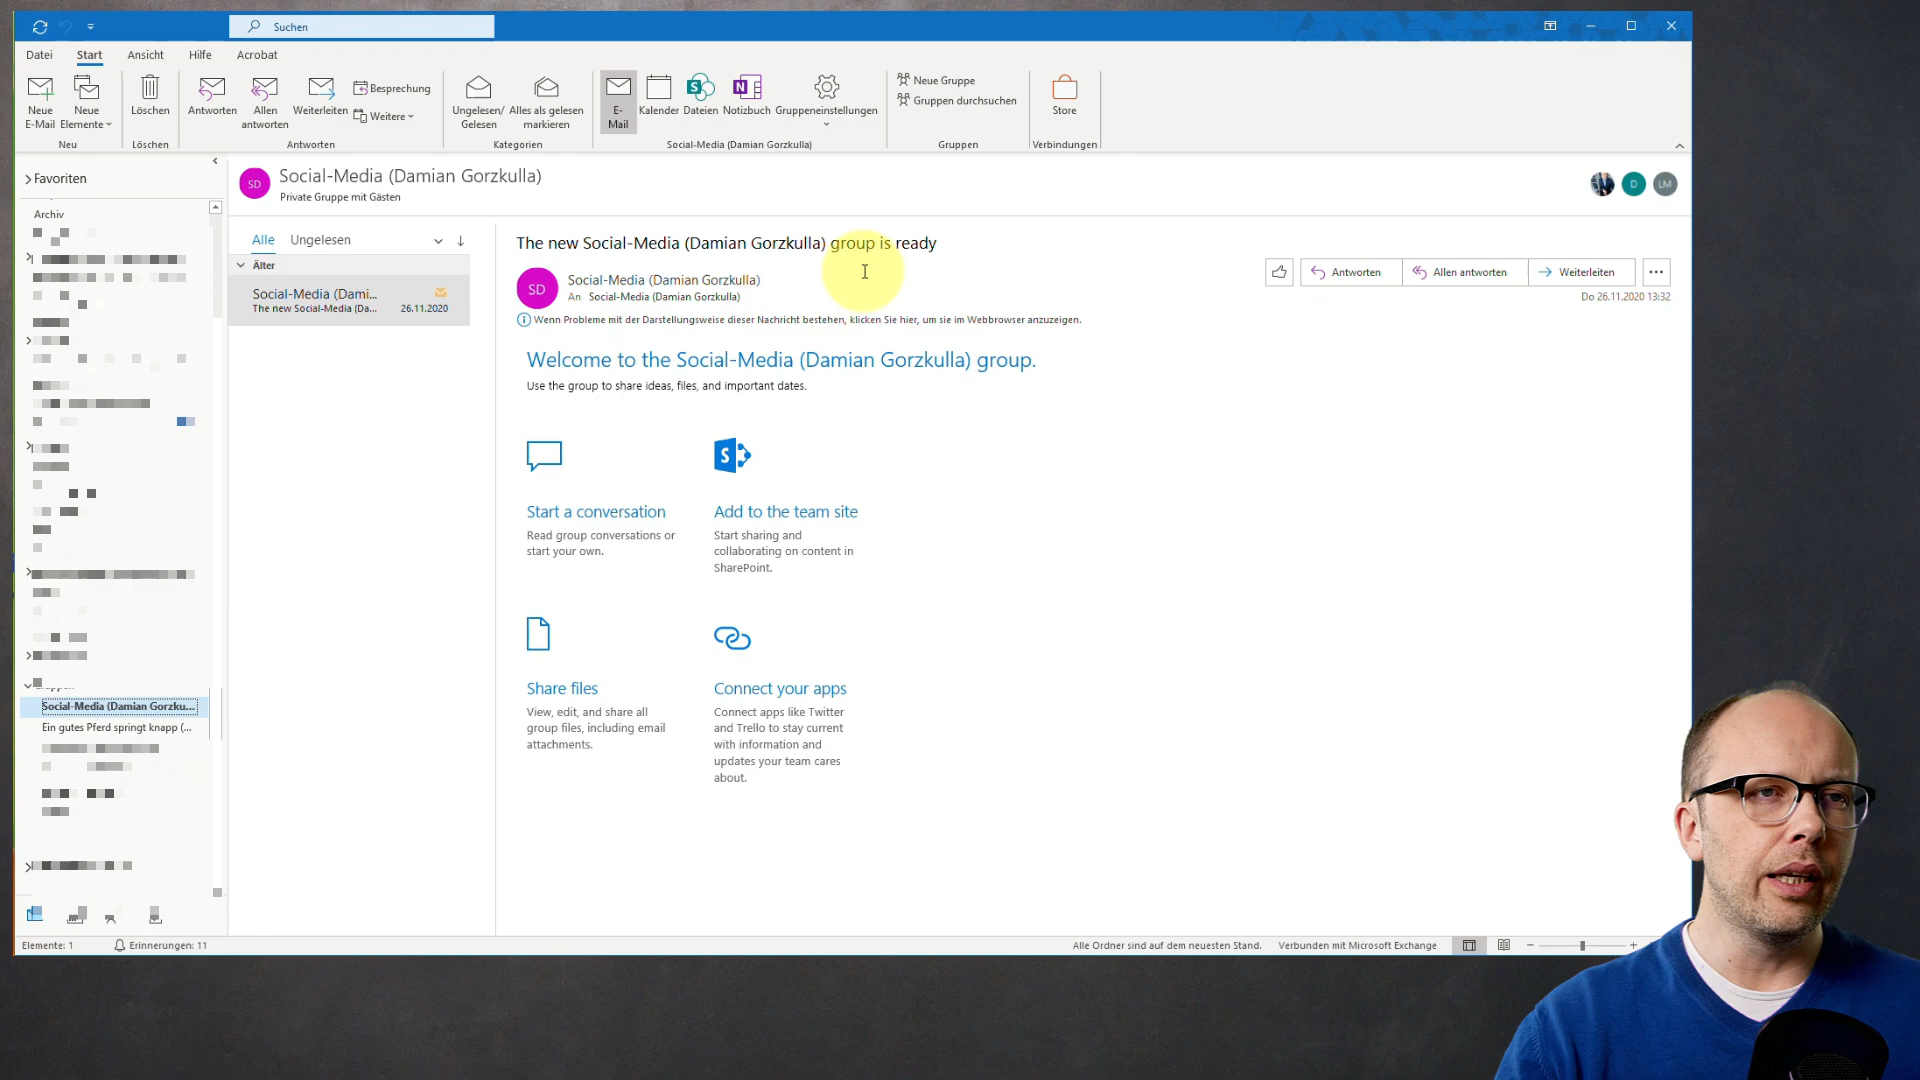 Suchen
Datei Start Ansicht Hilfe Acrobat
Neue E-Mail
Neue Elemente
Löschen
Antworten
Allen antworten
Weiterleiten
Besprechung
Weitere
Ungelesen/ Gelesen
Alles als gelesen markieren
E-Mail
Kalender
Dateien
Notizbuch
Gruppeneinstellungen
Neue Gruppe
Gruppen durchsuchen
Store
Neu
Löschen
Antworten
Kategorien
Social-Media (Damian Gorzkulla)
Gruppen
Verbindungen
Favoriten
Archiv
SD
Social-Media (Damian Gorzkulla)
Private Gruppe mit Gästen
D
LM
Alle Ungelesen
Älter
Social-Media (Dami...
The new Social-Media (Da... 26.11.2020
The new Social-Media (Damian Gorzkulla) group is ready
SD
Social-Media (Damian Gorzkulla)
An Social-Media (Damian Gorzkulla)
Antworten Allen antworten Weiterleiten
Do 26.11.2020 13:32
Wenn Probleme mit der Darstellungsweise dieser Nachricht bestehen, klicken Sie hier, um sie im Webbrowser anzuzeigen.
Welcome to the Social-Media (Damian Gorzkulla) group.
Use the group to share ideas, files, and important dates.
Start a conversation
Read group conversations or
start your own.
Add to the team site
Start sharing and
collaborating on content in
SharePoint.
Share files
View, edit, and share all
group files, including email
attachments.
Connect your apps
Connect apps like Twitter
and Trello to stay current
with information and
updates your team cares
about.
Social-Media (Damian Gorzku...
Ein gutes Pferd springt knapp (...
Elemente: 1
Erinnerungen: 11
Alle Ordner sind auf dem neuesten Stand.
Verbunden mit Microsoft Exchange